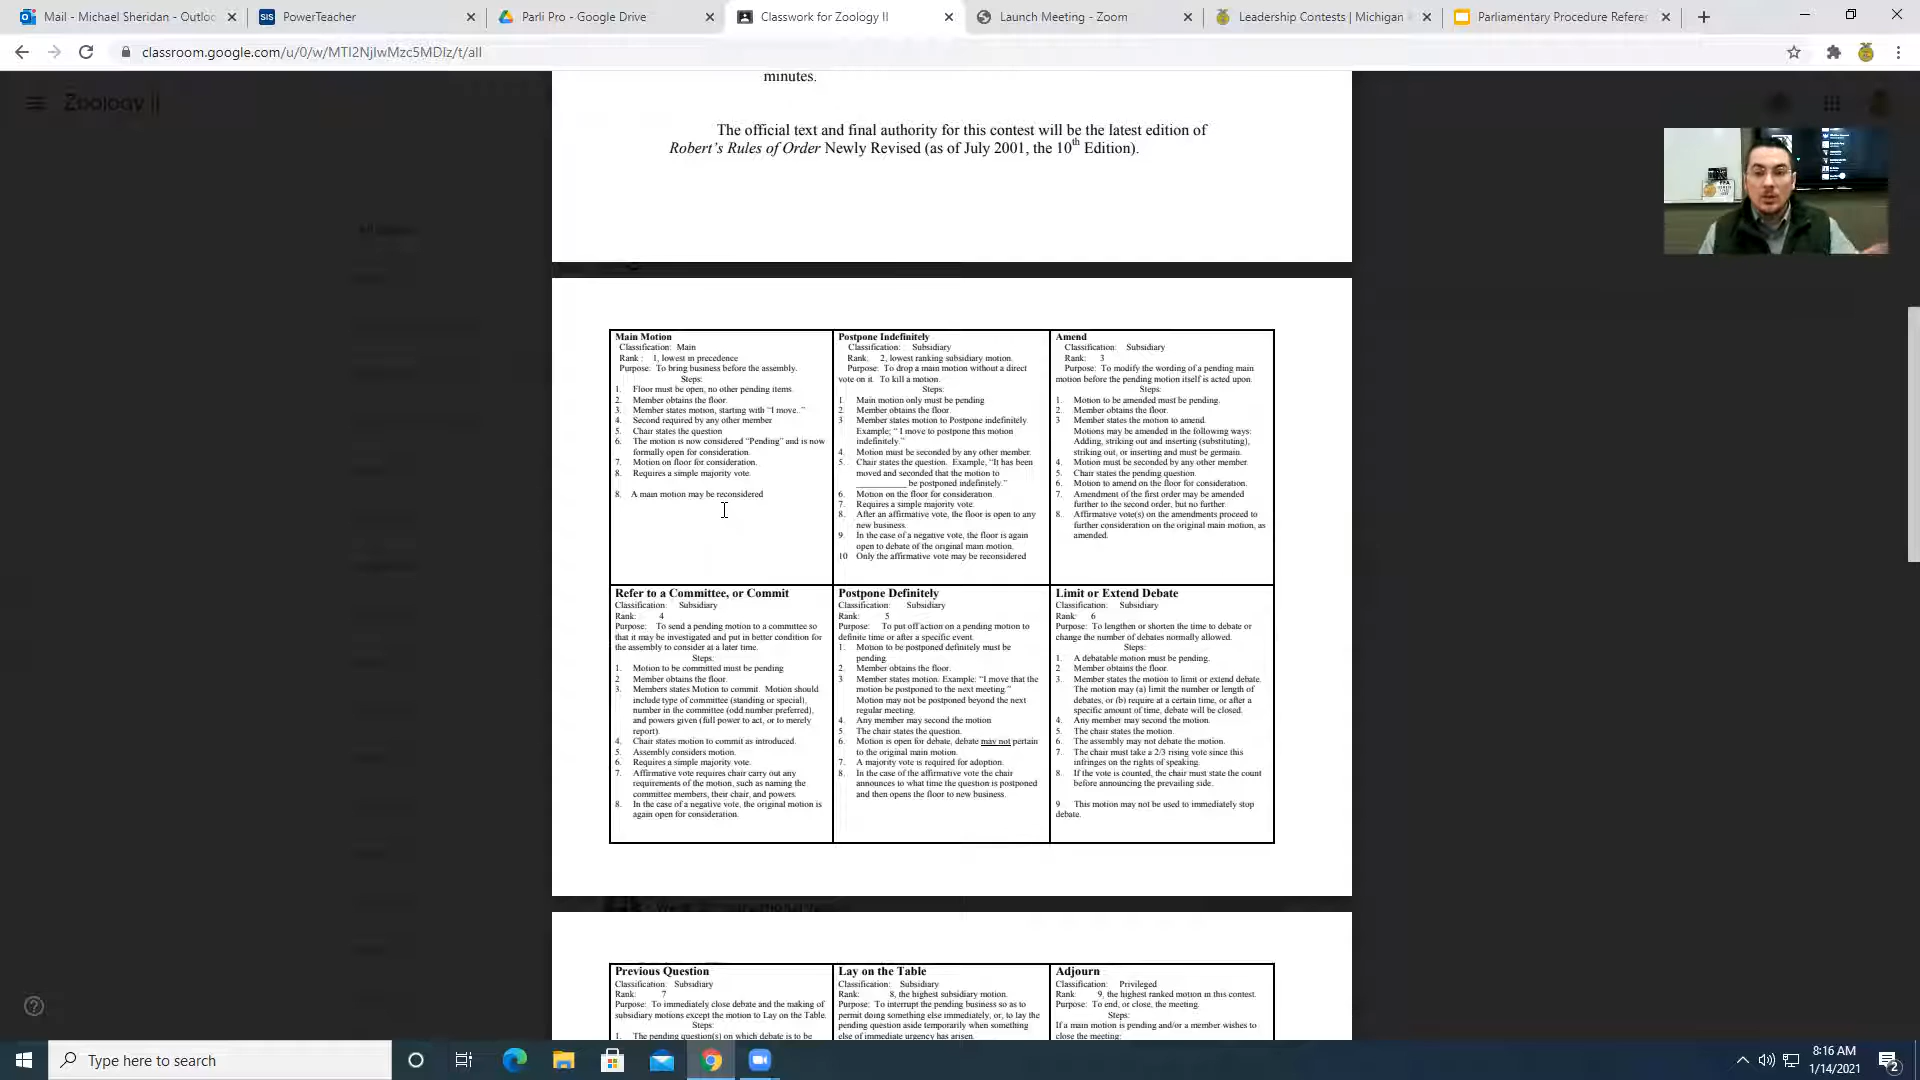 Mail - Michael Sheridan - Outloo
PowerTeacher
Parli Pro - Google Drive
Classwork for Zoology II
Launch Meeting - Zoom
Leadership Contests | Michigan
Parliamentary Procedure Refere
classroom.google.com/u/0/w/MTI2NjIwMzc5MDIz/t/all
Zoology II
minutes.
The official text and final authority for this contest will be the latest edition of
Robert's Rules of Order Newly Revised (as of July 2001, the 10th Edition).
Main Motion
Classification: Main
Rank : 1, lowest in precedence
Purpose: To bring business before the assembly.
Steps:
1. Floor must be open, no other pending items.
2. Member obtains the floor.
3. Member states motion, starting with "I move. "
4. Second required by any other member
5. Chair states the question
6. The motion is now considered "Pending" and is now
formally open for consideration.
7. Motion on floor for consideration.
8. Requires a simple majority vote.
8. A main motion may be reconsidered
Postpone Indefinitely
Classification: Subsidiary
Rank: 2, lowest ranking subsidiary motion.
Purpose: To drop a main motion without a direct
vote on it. To kill a motion.
Steps:
1. Main motion only must be pending
2. Member obtains the floor.
3 Member states motion to Postpone indefinitely
Example; " I move to postpone this motion
indefinitely."
4. Motion must be seconded by any other member.
5. Chair states the question. Example, "It has been
moved and seconded that the motion to
___________ be postponed indefinitely."
6. Motion on the floor for consideration.
7. Requires a simple majority vote.
8. After an affirmative vote, the floor is open to any
new business.
9. In the case of a negative vote, the floor is again
open to debate of the original main motion.
10 Only the affirmative vote may be reconsidered
Amend
Classification: Subsidiary
Rank: 3
Purpose: To modify the wording of a pending main
motion before the pending motion itself is acted upon.
Steps:
1. Motion to be amended must be pending.
2. Member obtains the floor.
3 Member states the motion to amend.
Motions may be amended in the following ways:
Adding, striking out and inserting (substituting),
striking out, or inserting and must be germain.
4. Motion must be seconded by any other member.
5. Chair states the pending question.
6. Motion to amend on the floor for consideration.
7. Amendment of the first order may be amended
further to the second order, but no further.
8. Affirmative vote(s) on the amendments proceed to
further consideration on the original main motion, as
amended.
Refer to a Committee, or Commit
Classification: Subsidiary
Rank: 4
Purpose: To send a pending motion to a committee so
that it may be investigated and put in better condition for
the assembly to consider at a later time.
Steps:
1. Motion to be committed must be pending
2 Member obtains the floor.
3. Members states Motion to commit. Motion should
include type of committee (standing or special),
number in the committee (odd number preferred),
and powers given (full power to act, or to merely
report).
4. Chair states motion to commit as introduced.
5. Assembly considers motion.
6. Requires a simple majority vote.
7. Affirmative vote requires chair carry out any
requirements of the motion, such as naming the
committee members, their chair, and powers.
8. In the case of a negative vote, the original motion is
again open for consideration.
Postpone Definitely
Classification: Subsidiary
Rank: 5
Purpose: To put off action on a pending motion to
definite time or after a specific event.
1. Motion to be postponed definitely must be
pending.
2. Member obtains the floor.
3 Member states motion. Example: "I move that the
motion be postponed to the next meeting."
Motion may not be postponed beyond the next
regular meeting.
4. Any member may second the motion
5 The chair states the question.
6. Motion is open for debate, debate may not pertain
to the original main motion.
7. A majority vote is required for adoption.
8. In the case of the affirmative vote the chair
announces to what time the question is postponed
and then opens the floor to new business.
Limit or Extend Debate
Classification: Subsidiary
Rank: 6
Purpose: To lengthen or shorten the time to debate or
change the number of debates normally allowed.
Steps:
1. A debatable motion must be pending.
2 Member obtains the floor.
3. Member states the motion to limit or extend debate.
The motion may (a) limit the number or length of
debates, or (b) require at a certain time, or after a
specific amount of time, debate will be closed.
4. Any member may second the motion.
5. The chair states the motion.
6. The assembly may not debate the motion.
7. The chair must take a 2/3 rising vote since this
infringes on the rights of speaking.
8. If the vote is counted, the chair must state the count
before announcing the prevailing side.
9. This motion may not be used to immediately stop
debate.
Previous Question
Classification: Subsidiary
Rank: 7
Purpose: To immediately close debate and the making of
subsidiary motions except the motion to Lay on the Table.
Steps:
1. The pending question(s) on which debate is to be
Lay on the Table
Classification: Subsidiary
Rank: 8, the highest subsidiary motion.
Purpose: To interrupt the pending business so as to
permit doing something else immediately, or, to lay the
pending question aside temporarily when something
else of immediate urgency has arisen.
Adjourn
Classification: Privileged
Rank 9, the highest ranked motion in this contest.
Purpose: To end, or close, the meeting.
Steps:
If a main motion is pending and/or a member wishes to
close the meeting:
Type here to search
8:16 AM
1/14/2021
2